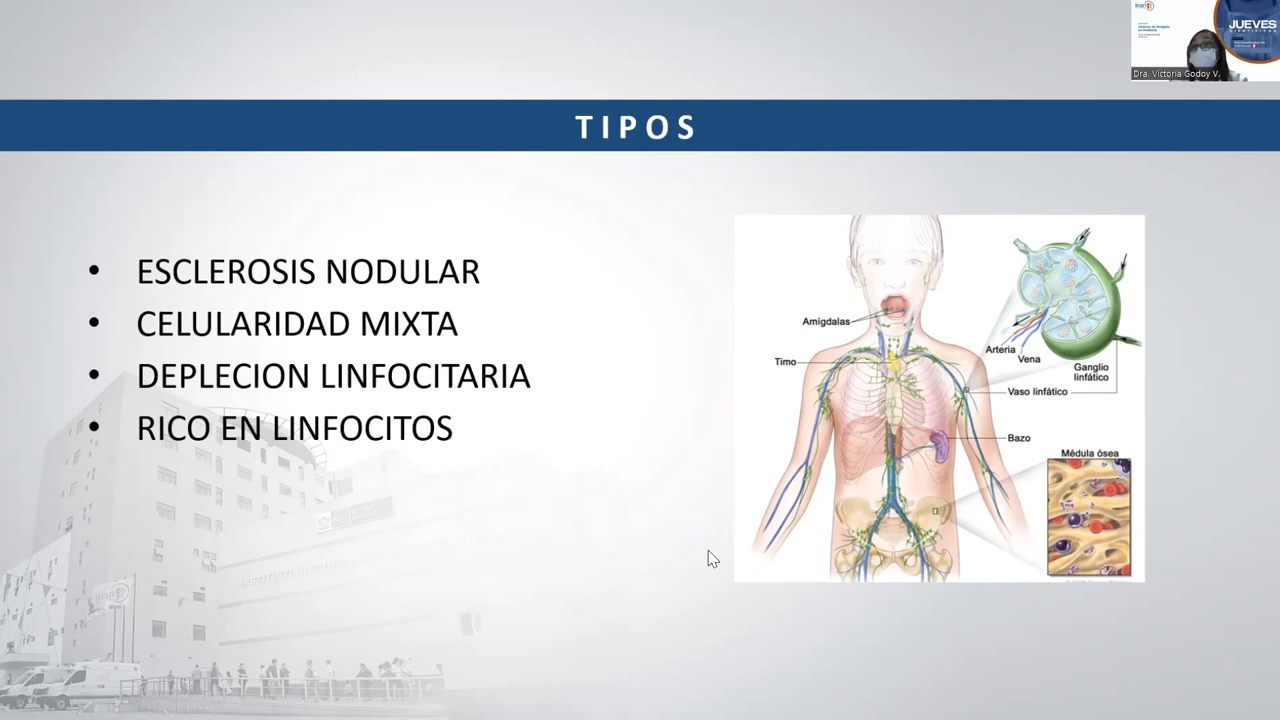 JUEVES
Dra. Victoria Godoy V.
TIPOS
• ESCLEROSIS NODULAR
• CELULARIDAD MIXTA
• DEPLECION LINFOCITARIA
• RICO EN LINFOCITOS
Amigdalas
Timo
Arteria
Vena
Ganglio
linfático
Vaso linfático
Bazo
Médula ósea